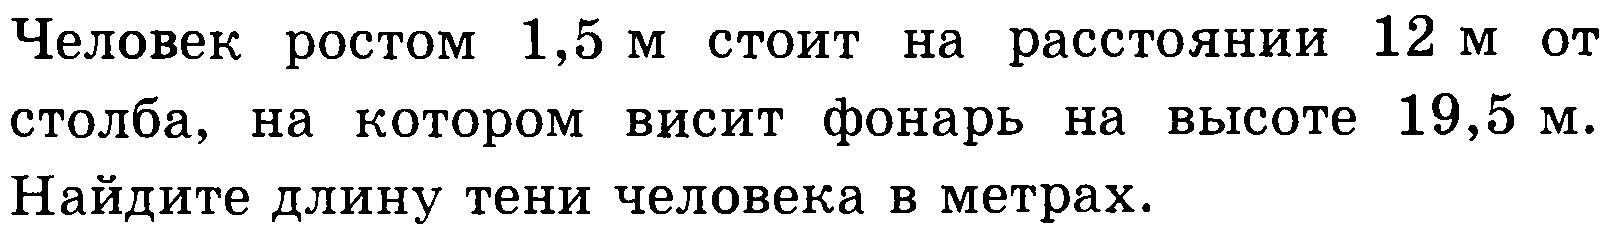 Человек ростом 1,5 м стоит на расстоянии 12 м от
столба, на котором висит фонарь на высоте 19,5 м.
Найдите длину тени человека в метрах.